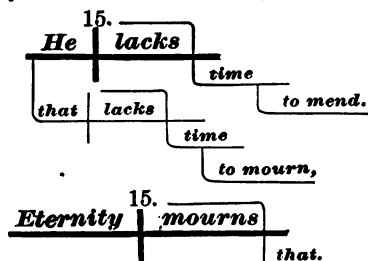 15.
He lacks
time
to mend.
that lacks
time
to mourn,
15.
Eternity mourns
that.